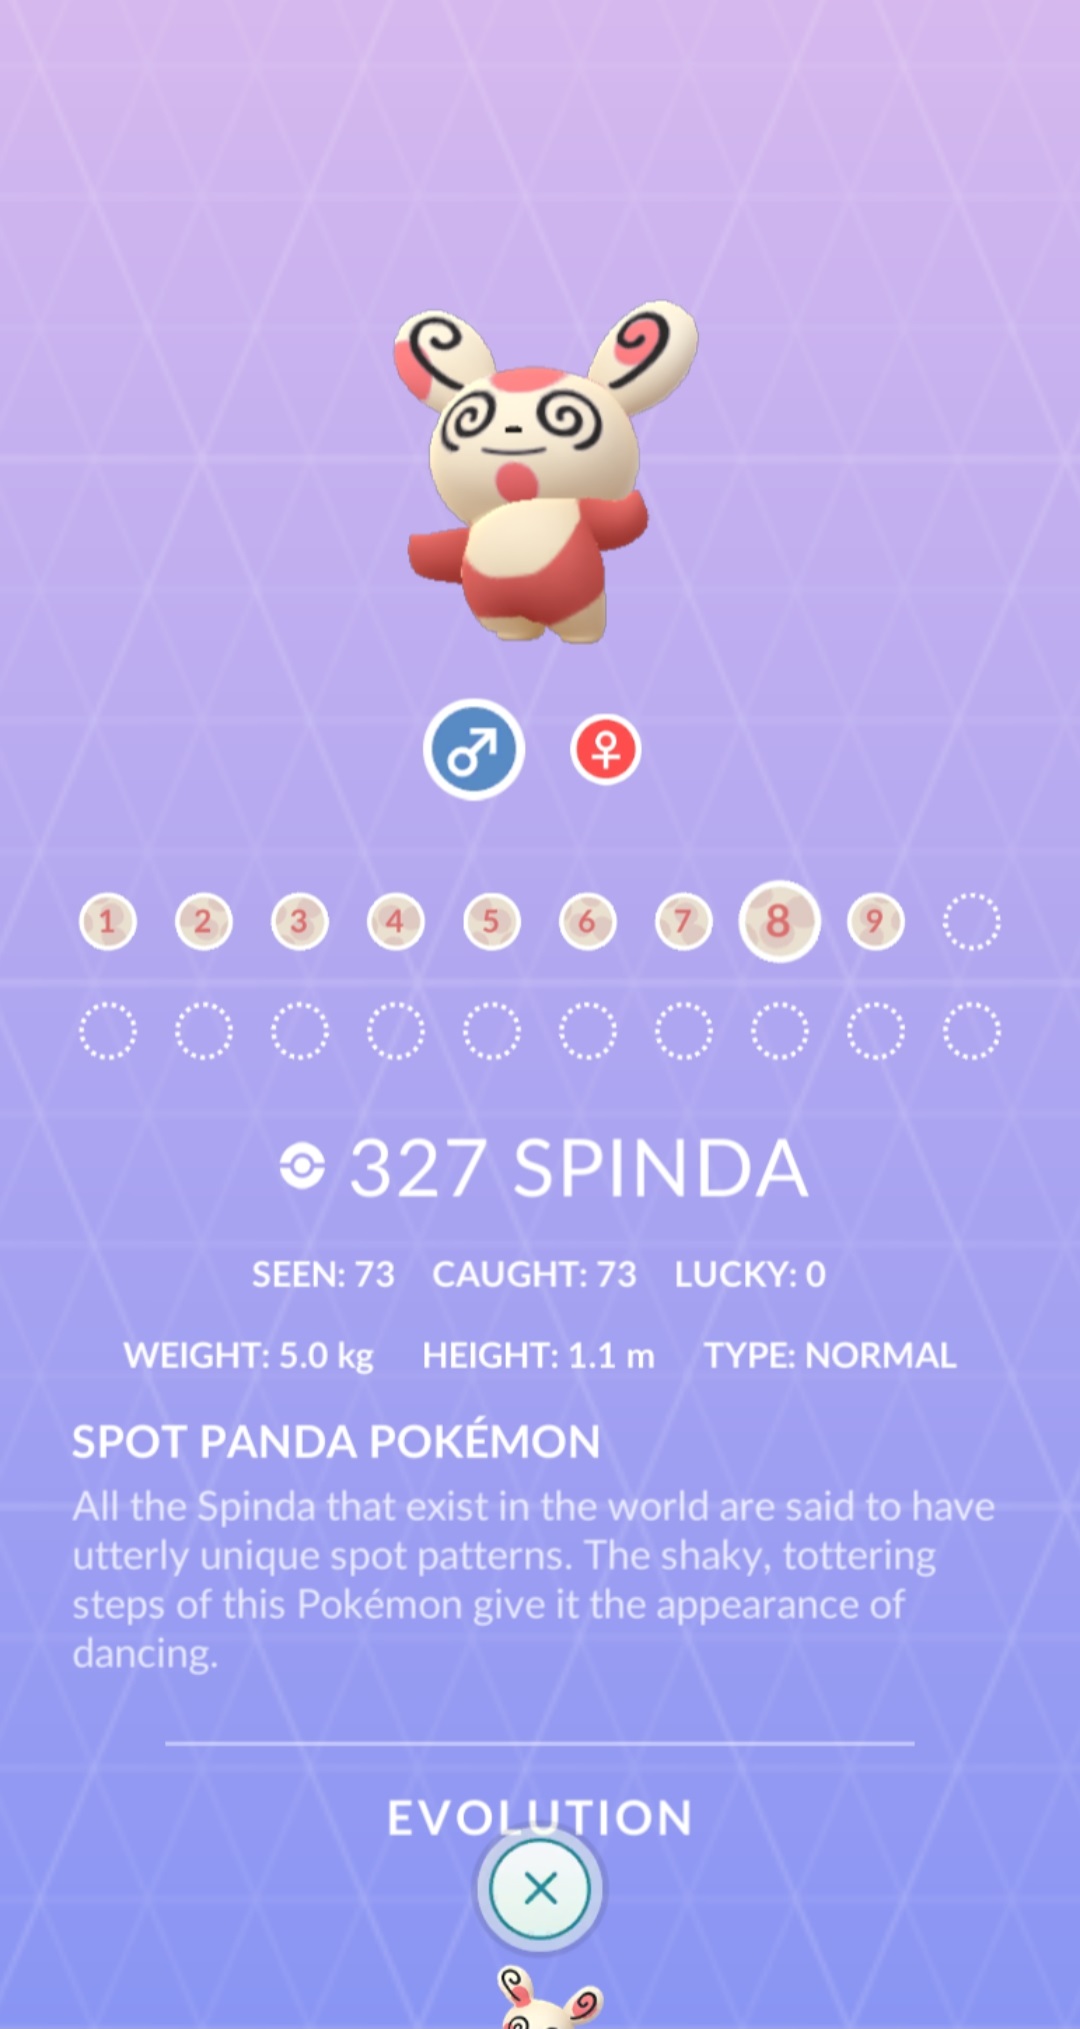 1 2 3 4 5 6 7 8 9
327 SPINDA
SEEN: 73 CAUGHT: 73 LUCKY: 0
WEIGHT: 5.0 kg HEIGHT: 1.1 m TYPE: NORMAL
SPOT PANDA POKÉMON
All the Spinda that exist in the world are said to have
utterly unique spot patterns. The shaky, tottering
steps of this Pokémon give it the appearance of
dancing.
EVOLUTION